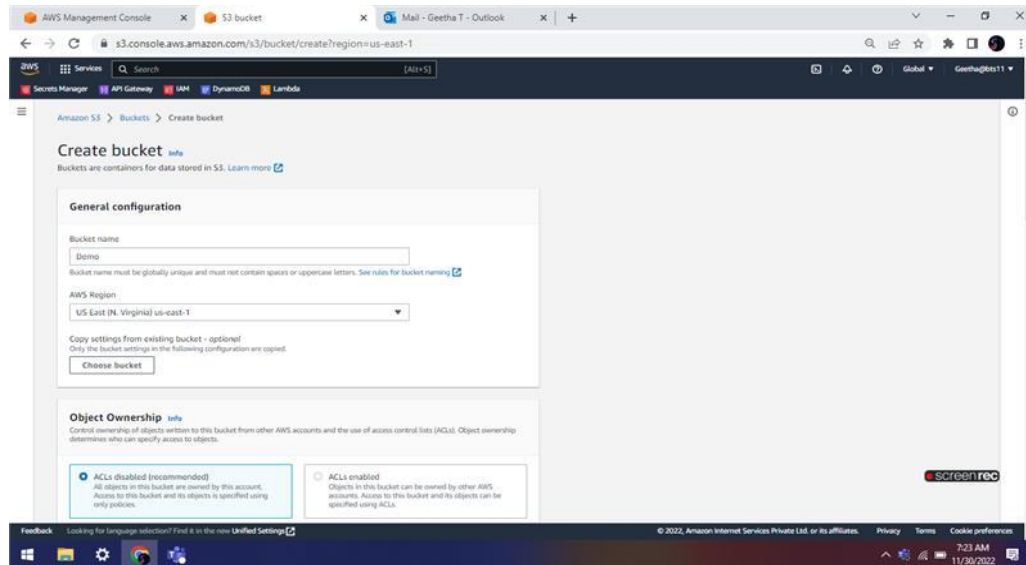 AWS Management Console
S3 bucket
Mail - Geetha T - Outlook
s3.console.aws.amazon.com/s3/bucket/create?region=us-east-1
aws
Services
Search
[Alt+S]
Global
Geetha@bts11
Secrets Manager
API Gateway
IAM
DynamoDB
Lambda
Amazon S3 > Buckets > Create bucket
Create bucket Info
Buckets are containers for data stored in S3. Learn more
General configuration
Bucket name
Demo
Bucket name must be globally unique and must not contain spaces or uppercase letters. See rules for bucket naming
AWS Region
US East (N. Virginia) us-east-1
Copy settings from existing bucket - optional
Only the bucket settings in the following configuration are copied.
Choose bucket
Object Ownership Info
Control ownership of objects written to this bucket from other AWS accounts and the use of access control lists (ACLs). Object ownership
determines who can specify access to objects.
ACLs disabled (recommended)
All objects in this bucket are owned by this account.
Access to this bucket and its objects is specified using
only policies.
ACLs enabled
Objects in this bucket can be owned by other AWS
accounts. Access to this bucket and its objects can be
specified using ACLs.
screenrec
Feedback
Looking for language selection? Find it in the new Unified Settings
© 2022, Amazon Internet Services Private Ltd. or its affiliates.
Privacy
Terms
Cookie preferences
7:23 AM
11/30/2022